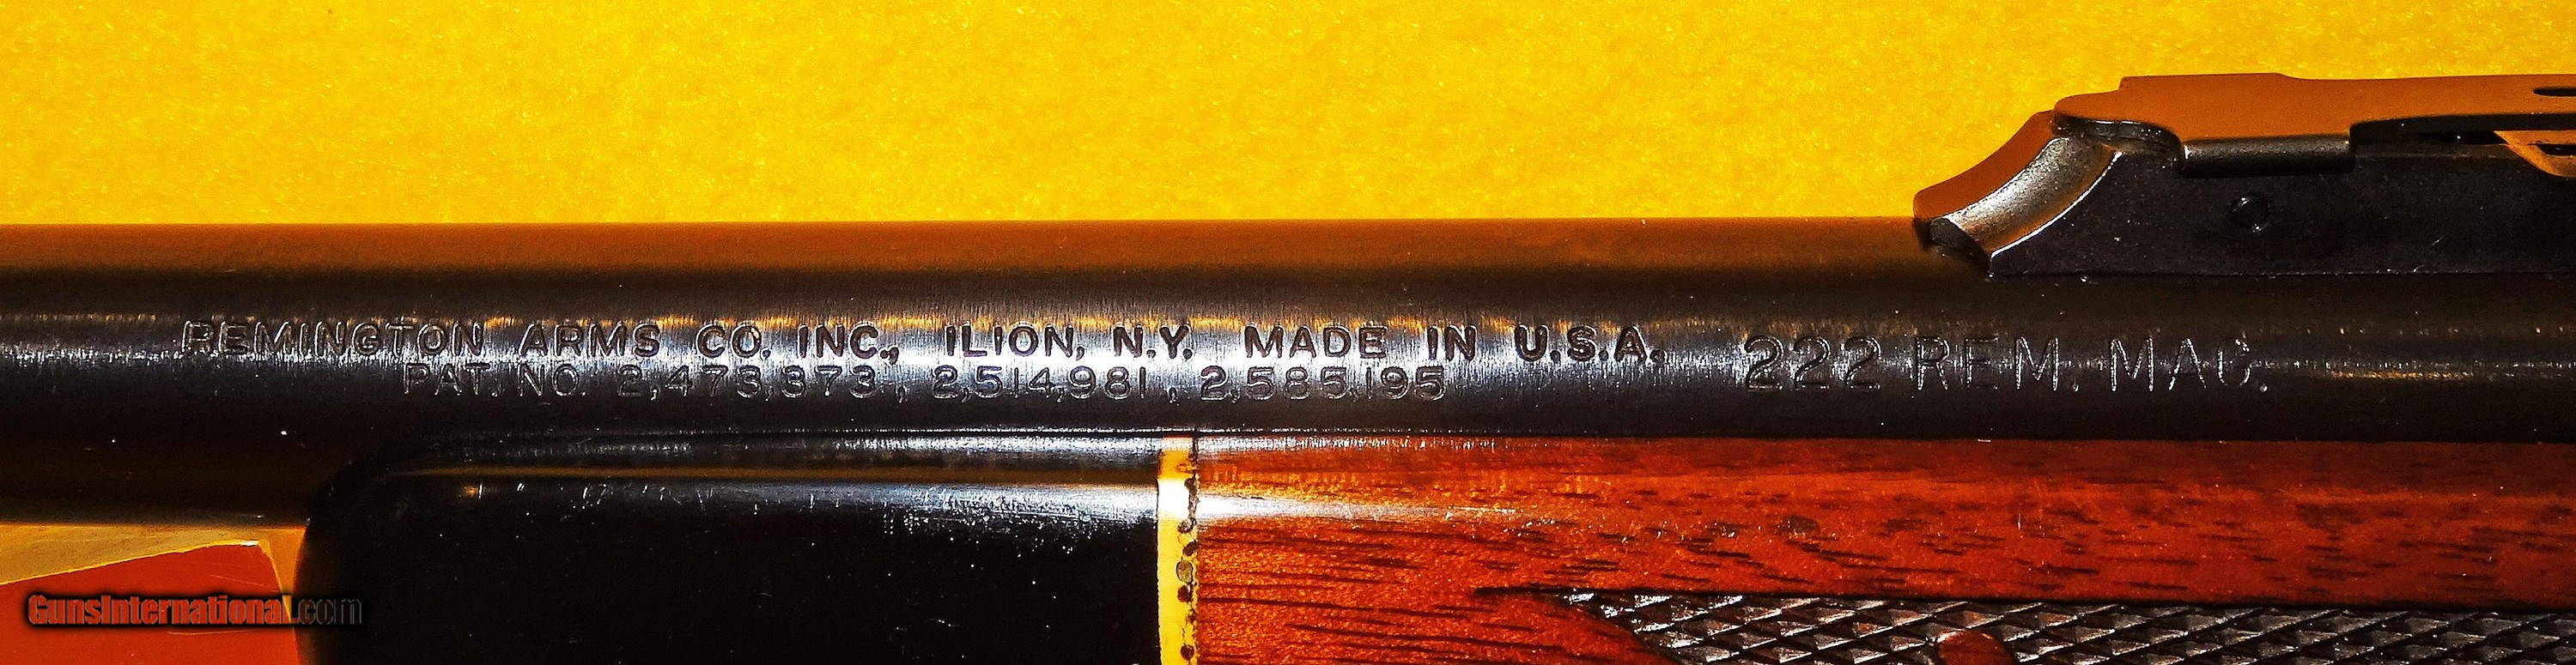 REMINGTON ARMS CO. INC., ILION, N.Y. MADE IN U.S.A. 222 REM. MAG.
PAT. NO. 2,473,373, 2,514,981, 2,585,195
GunsInternational.com